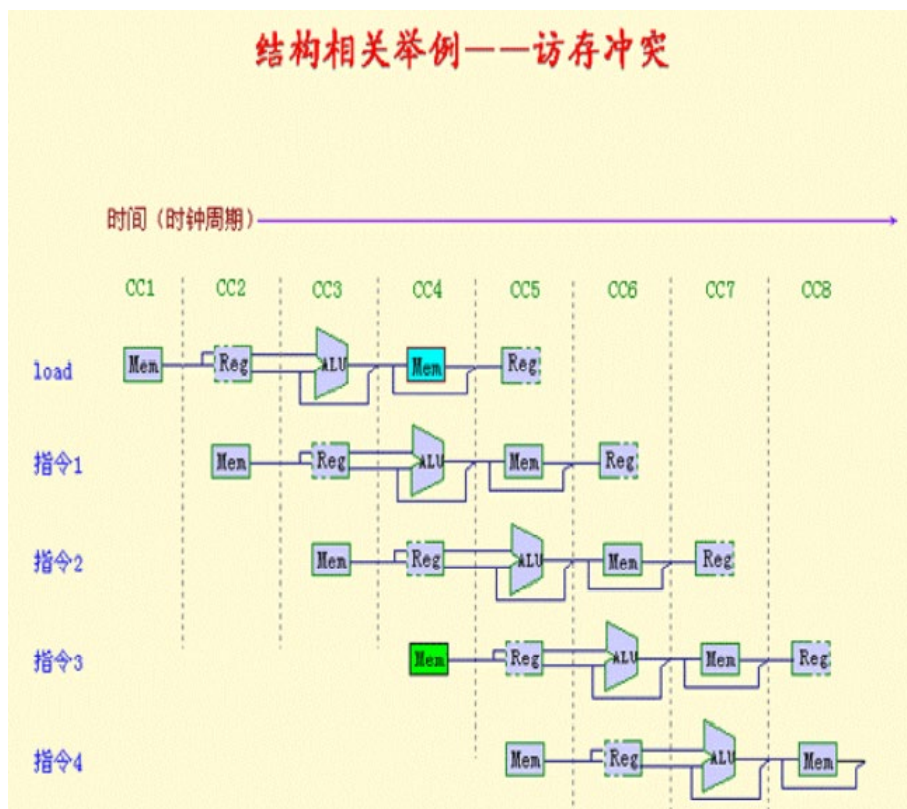 结构相关举例——访存冲突
时间（时钟周期）
CC1 CC2 CC3 CC4 CC5 CC6 CC7 CC8
load Mem Reg ALU Mem Reg
指令1 Mem Reg ALU Mem Reg
指令2 Mem Reg ALU Mem Reg
指令3 Mem Reg ALU Mem Reg
指令4 Mem Reg ALU Mem